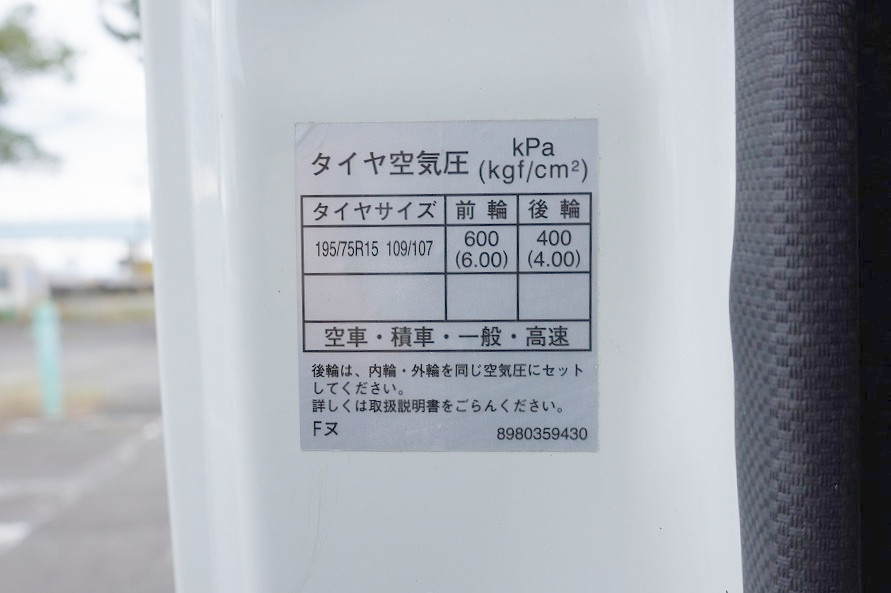 タイヤ空気圧 kPa (kgf/cm²)
タイヤサイズ 前輪 後輪
195/75R15 109/107 600 (6.00) 400 (4.00)
空車・積車・一般・高速
後輪は、内輪・外輪を同じ空気圧にセット
してください。
詳しくは取扱説明書をごらんください。
Fヌ 8980359430